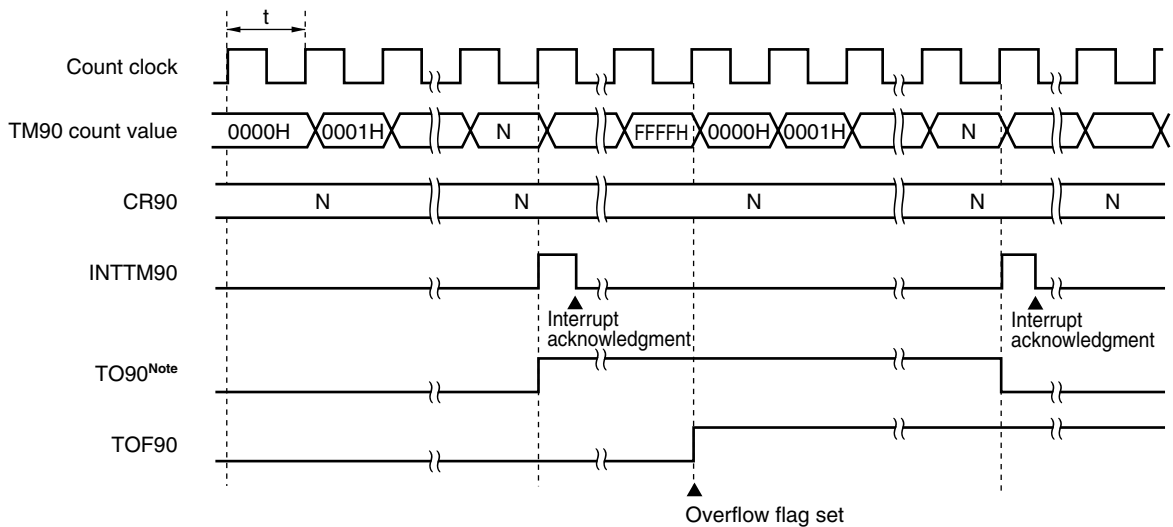 t
Count clock
TM90 count value
0000H 0001H N FFFFH 0000H 0001H N
CR90
N N N N N
INTTM90
Interrupt
acknowledgment
Interrupt
acknowledgment
TO90Note
TOF90
Overflow flag set